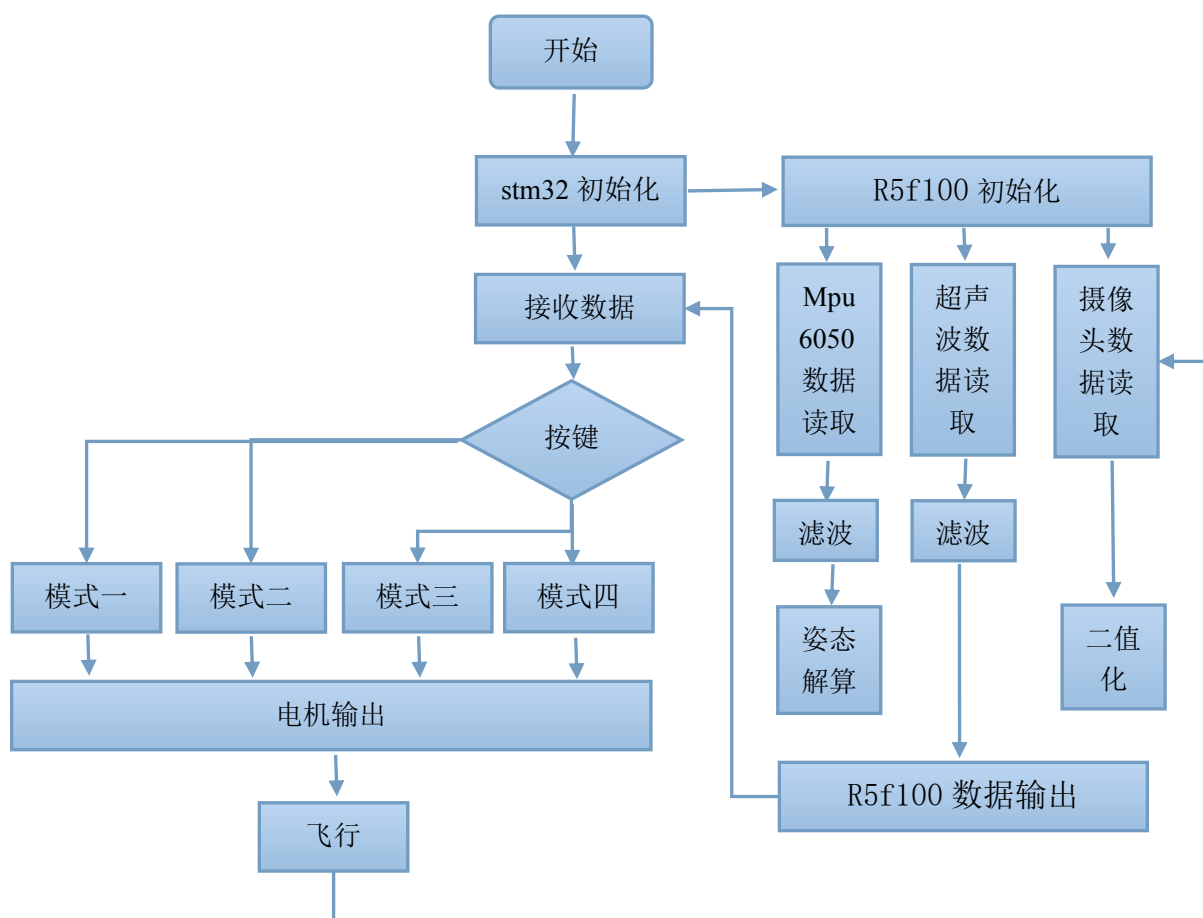 开始
stm32 初始化
R5f100 初始化
接收数据
Mpu
6050
数据
读取
超声
波数
据读
取
摄像
头数
据读
取
按键
滤波
滤波
模式一
模式二
模式三
模式四
姿态
解算
二值
化
电机输出
R5f100 数据输出
飞行